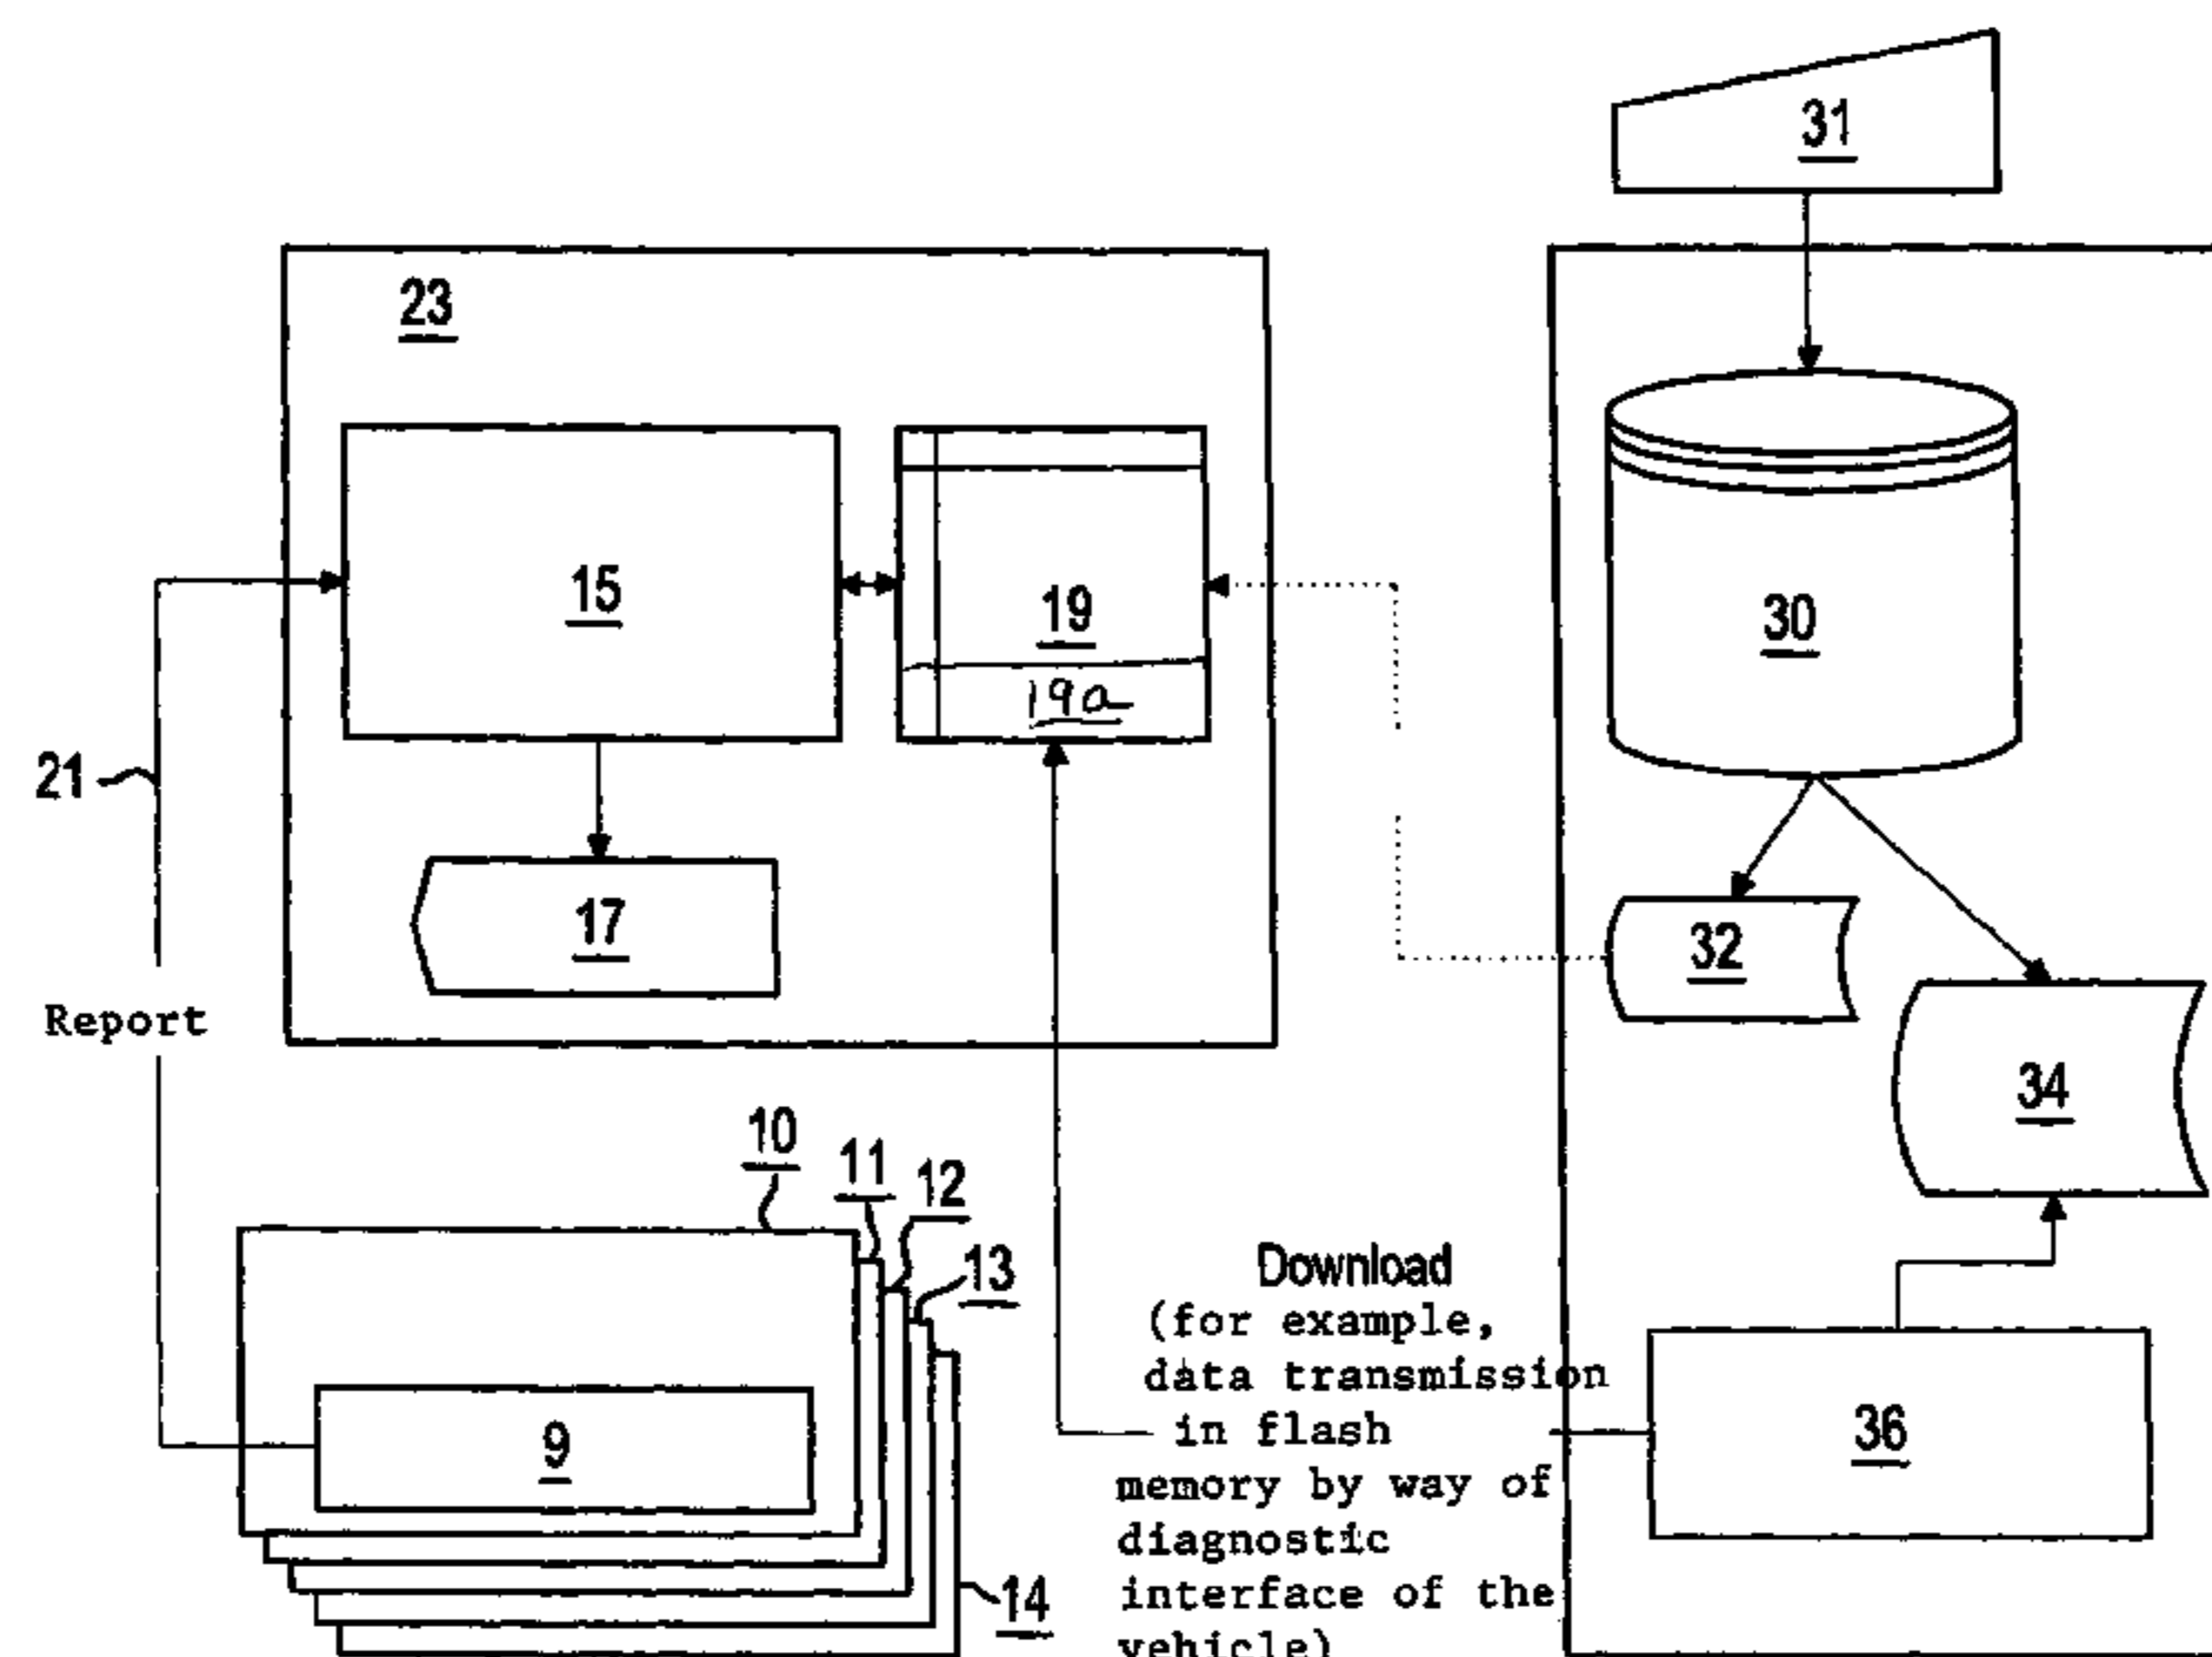 31
23
15
19
19a
30
21
17
32
Report
34
10
11
12
13
Download
(for example,
data transmission
in flash
memory by way of
diagnostic
interface of the
vehicle)
9
36
14